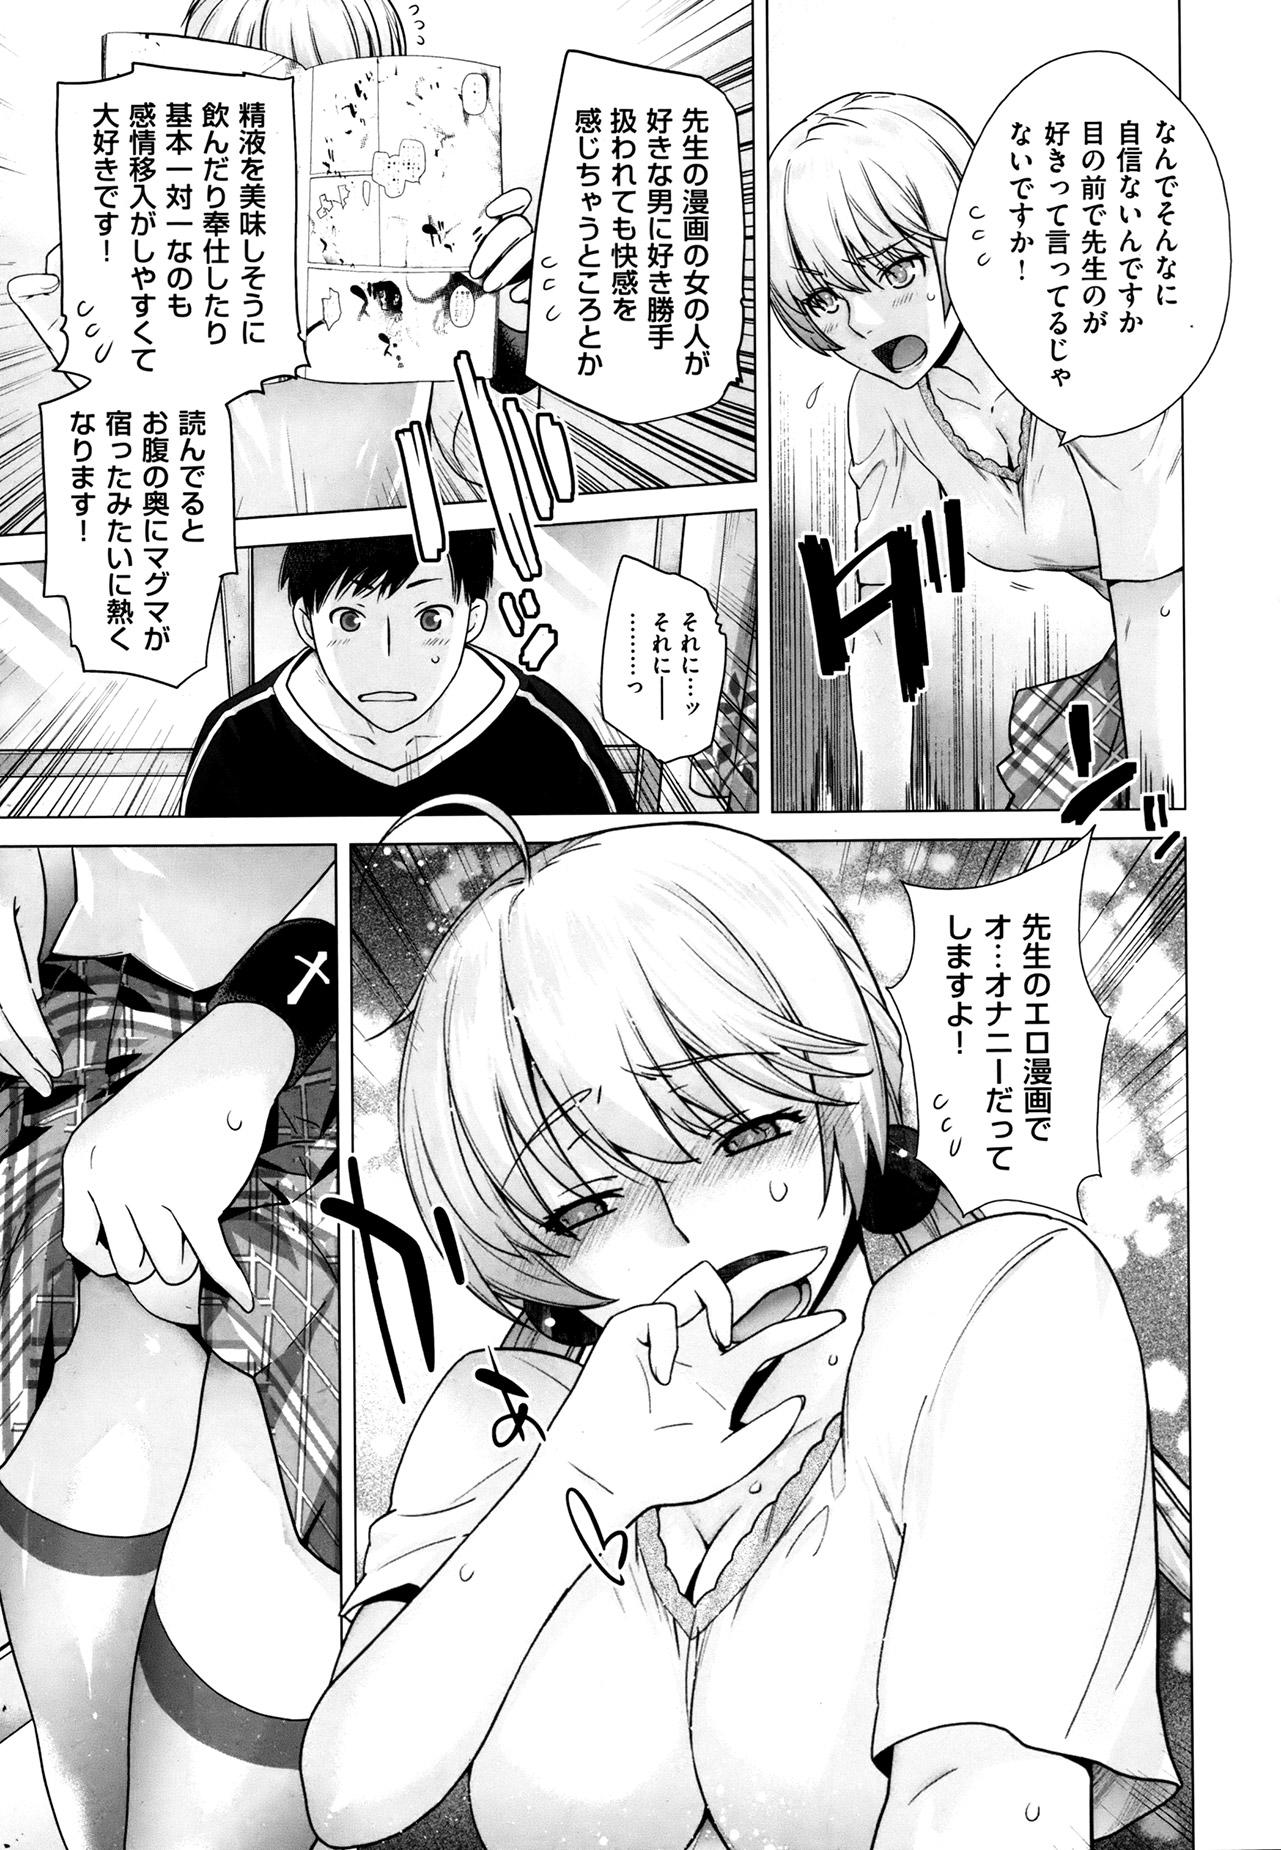 なんでそんなに
自信ないんですか
目の前で先生のが
好きって言ってるじゃ
ないですか！
ダンッ
先生の漫画の女の人が
好きな男に好き勝手
扱われても快感を
感じちゃうところとか
精液を美味しそうに
飲んだり奉仕したり
基本一対一なのも
感情移入がしやすくて
大好きです！
読んでると
お腹の奥にマグマが
宿ったみたいに熱く
なります！
それに…ッ
それに――
………っ
先生のエロ漫画で
オ…オナニーだって
しますよ！
カァ
ぁぁ